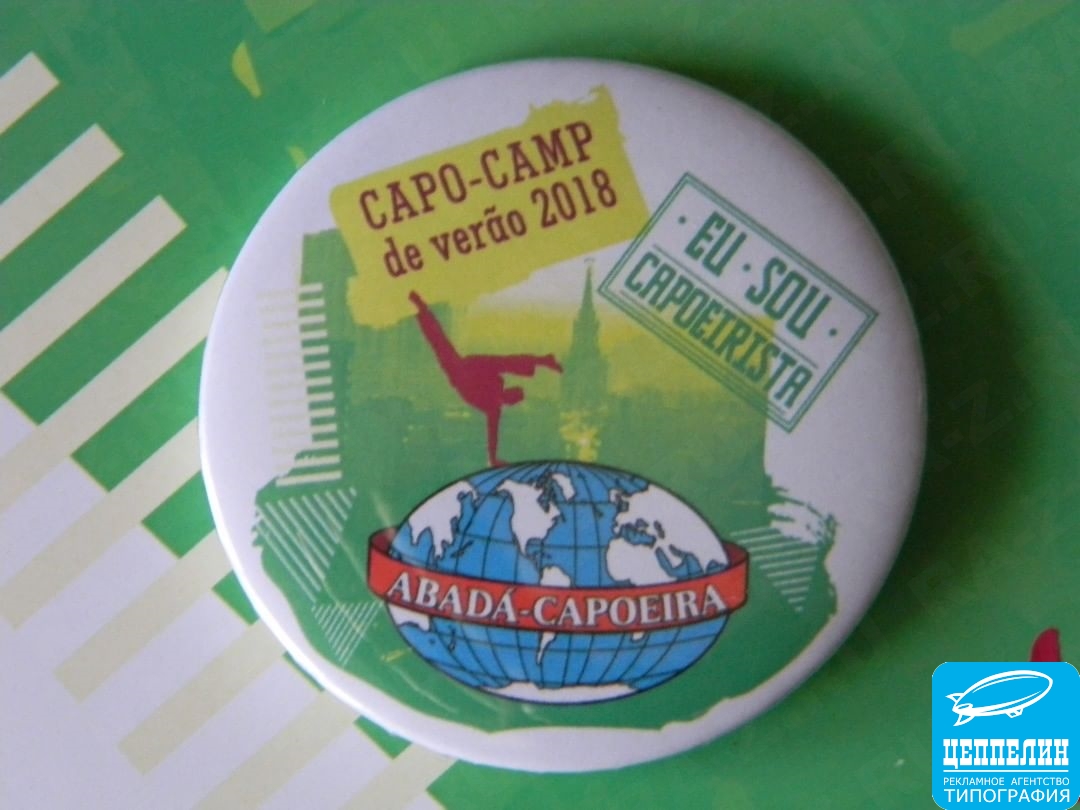 CAPO-CAMP
de verão 2018
· EU · SOU ·
CAPOEIRISTA
ABADÁ-CAPOEIRA
ЦЕППЕЛИН
РЕКЛАМНОЕ АГЕНТСТВО
ТИПОГРАФИЯ